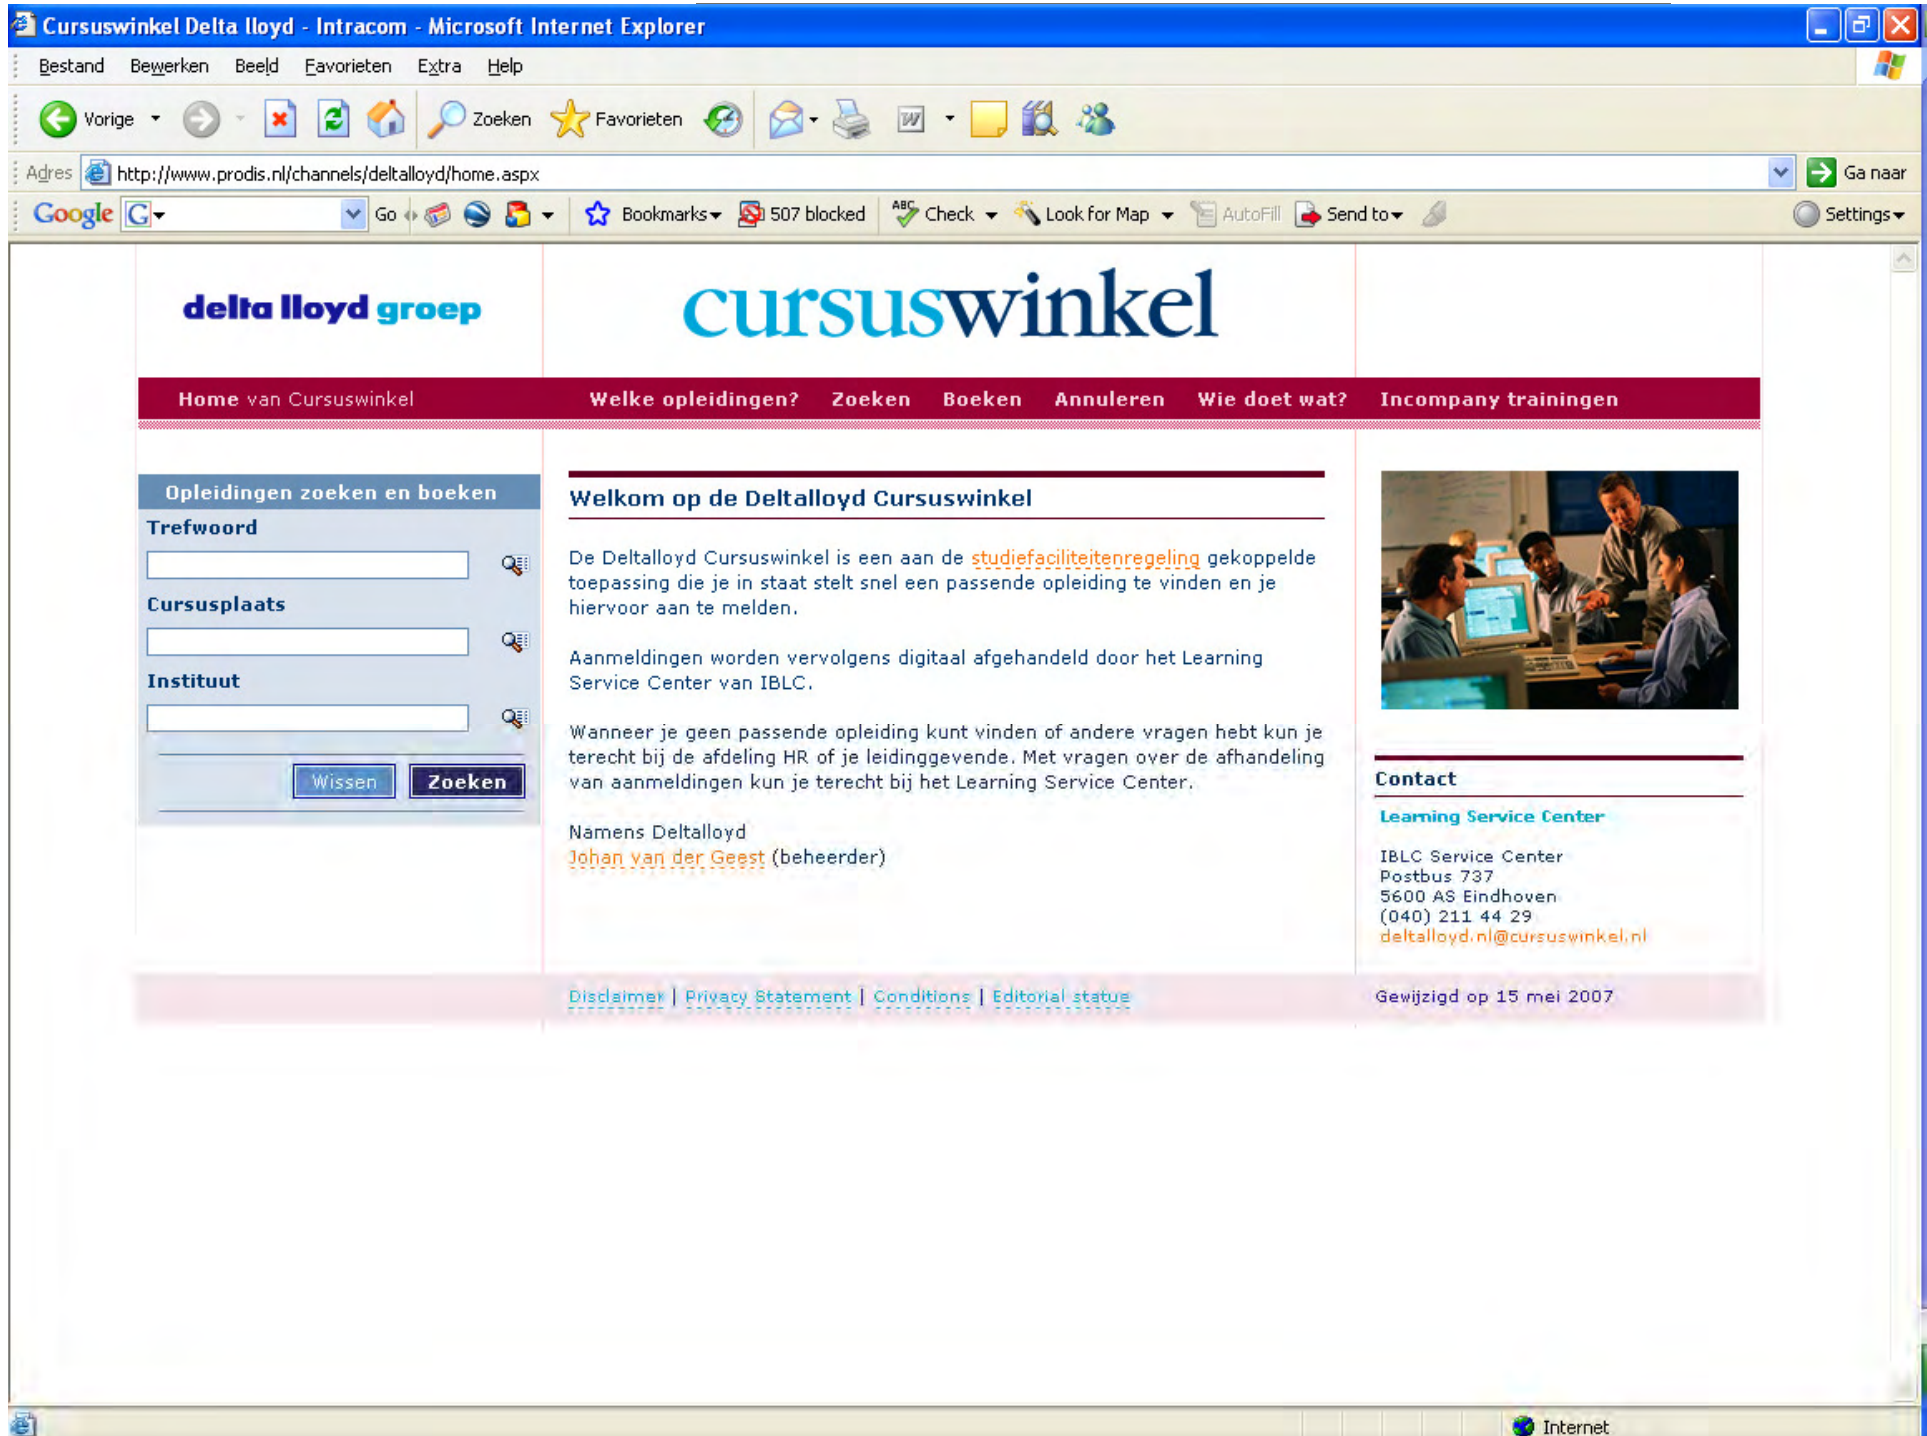 Cursuswinkel Delta lloyd - Intracom - Microsoft Internet Explorer
Bestand Bewerken Beeld Favorieten Extra Help
Vorige Zoeken Favorieten
Adres http://www.prodis.nl/channels/deltalloyd/home.aspx Ga naar
Google Go Bookmarks 507 blocked Check Look for Map AutoFill Send to Settings
delta lloyd groep
cursuswinkel
Home van Cursuswinkel Welke opleidingen? Zoeken Boeken Annuleren Wie doet wat? Incompany trainingen
Opleidingen zoeken en boeken
Trefwoord
Cursusplaats
Instituut
Wissen Zoeken
Welkom op de Deltalloyd Cursuswinkel
De Deltalloyd Cursuswinkel is een aan de studiefaciliteitenregeling gekoppelde
toepassing die je in staat stelt snel een passende opleiding te vinden en je
hiervoor aan te melden.
Aanmeldingen worden vervolgens digitaal afgehandeld door het Learning
Service Center van IBLC.
Wanneer je geen passende opleiding kunt vinden of andere vragen hebt kun je
terecht bij de afdeling HR of je leidinggevende. Met vragen over de afhandeling
van aanmeldingen kun je terecht bij het Learning Service Center.
Namens Deltalloyd
Johan van der Geest (beheerder)
Contact
Learning Service Center
IBLC Service Center
Postbus 737
5600 AS Eindhoven
(040) 211 44 29
deltalloyd.nl@cursuswinkel.nl
Disclaimer | Privacy Statement | Conditions | Editorial statue
Gewijzigd op 15 mei 2007
Internet